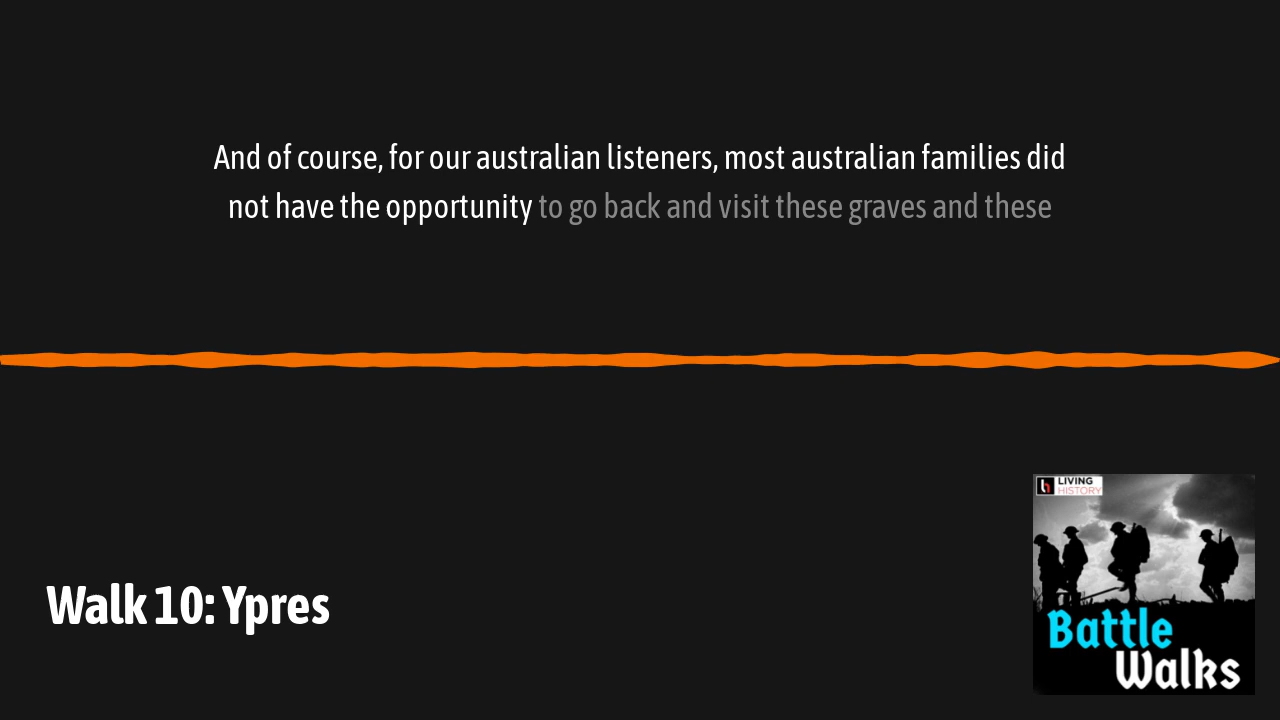 And of course, for our australian listeners, most australian families did
not have the opportunity to go back and visit these graves and these
Walk 10: Ypres
LIVING
HISTORY
Battle
Walks